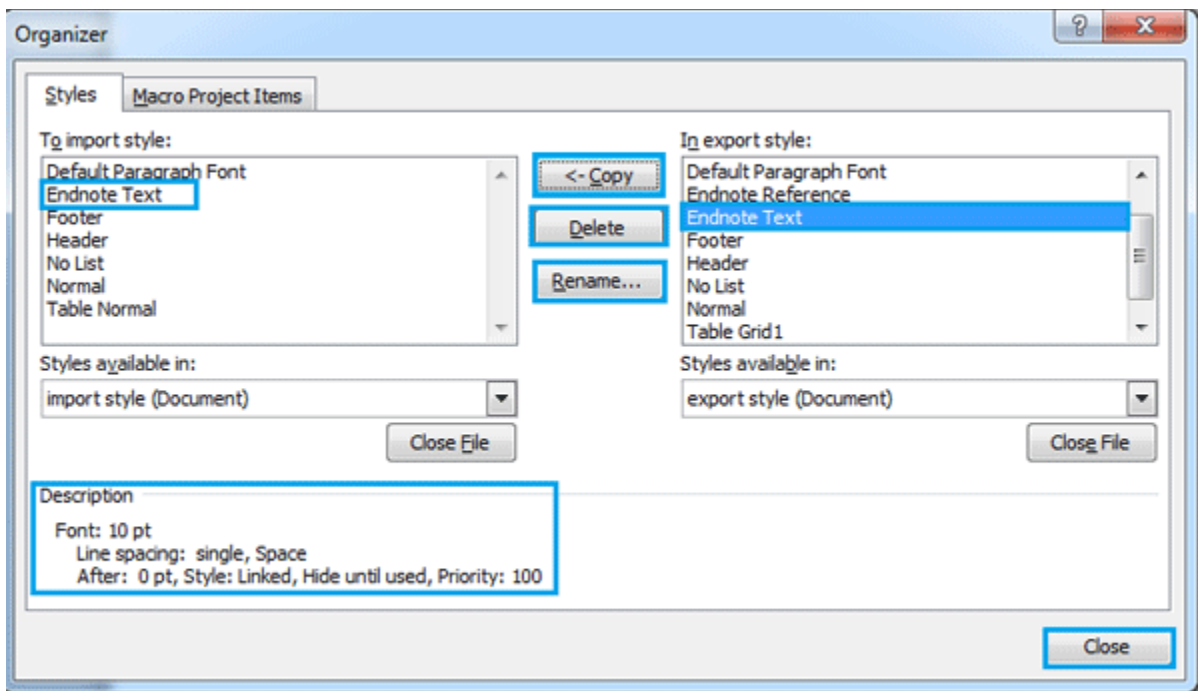 Organizer
Styles
Macro Project Items
To import style:
Default Paragraph Font
Endnote Text
Footer
Header
No List
Normal
Table Normal
<- Copy
Delete
Rename...
In export style:
Default Paragraph Font
Endnote Reference
Endnote Text
Footer
Header
No List
Normal
Table Grid1
Styles available in:
import style (Document)
Close File
Styles available in:
export style (Document)
Close File
Description
Font: 10 pt
Line spacing: single, Space
After: 0 pt, Style: Linked, Hide until used, Priority: 100
Close